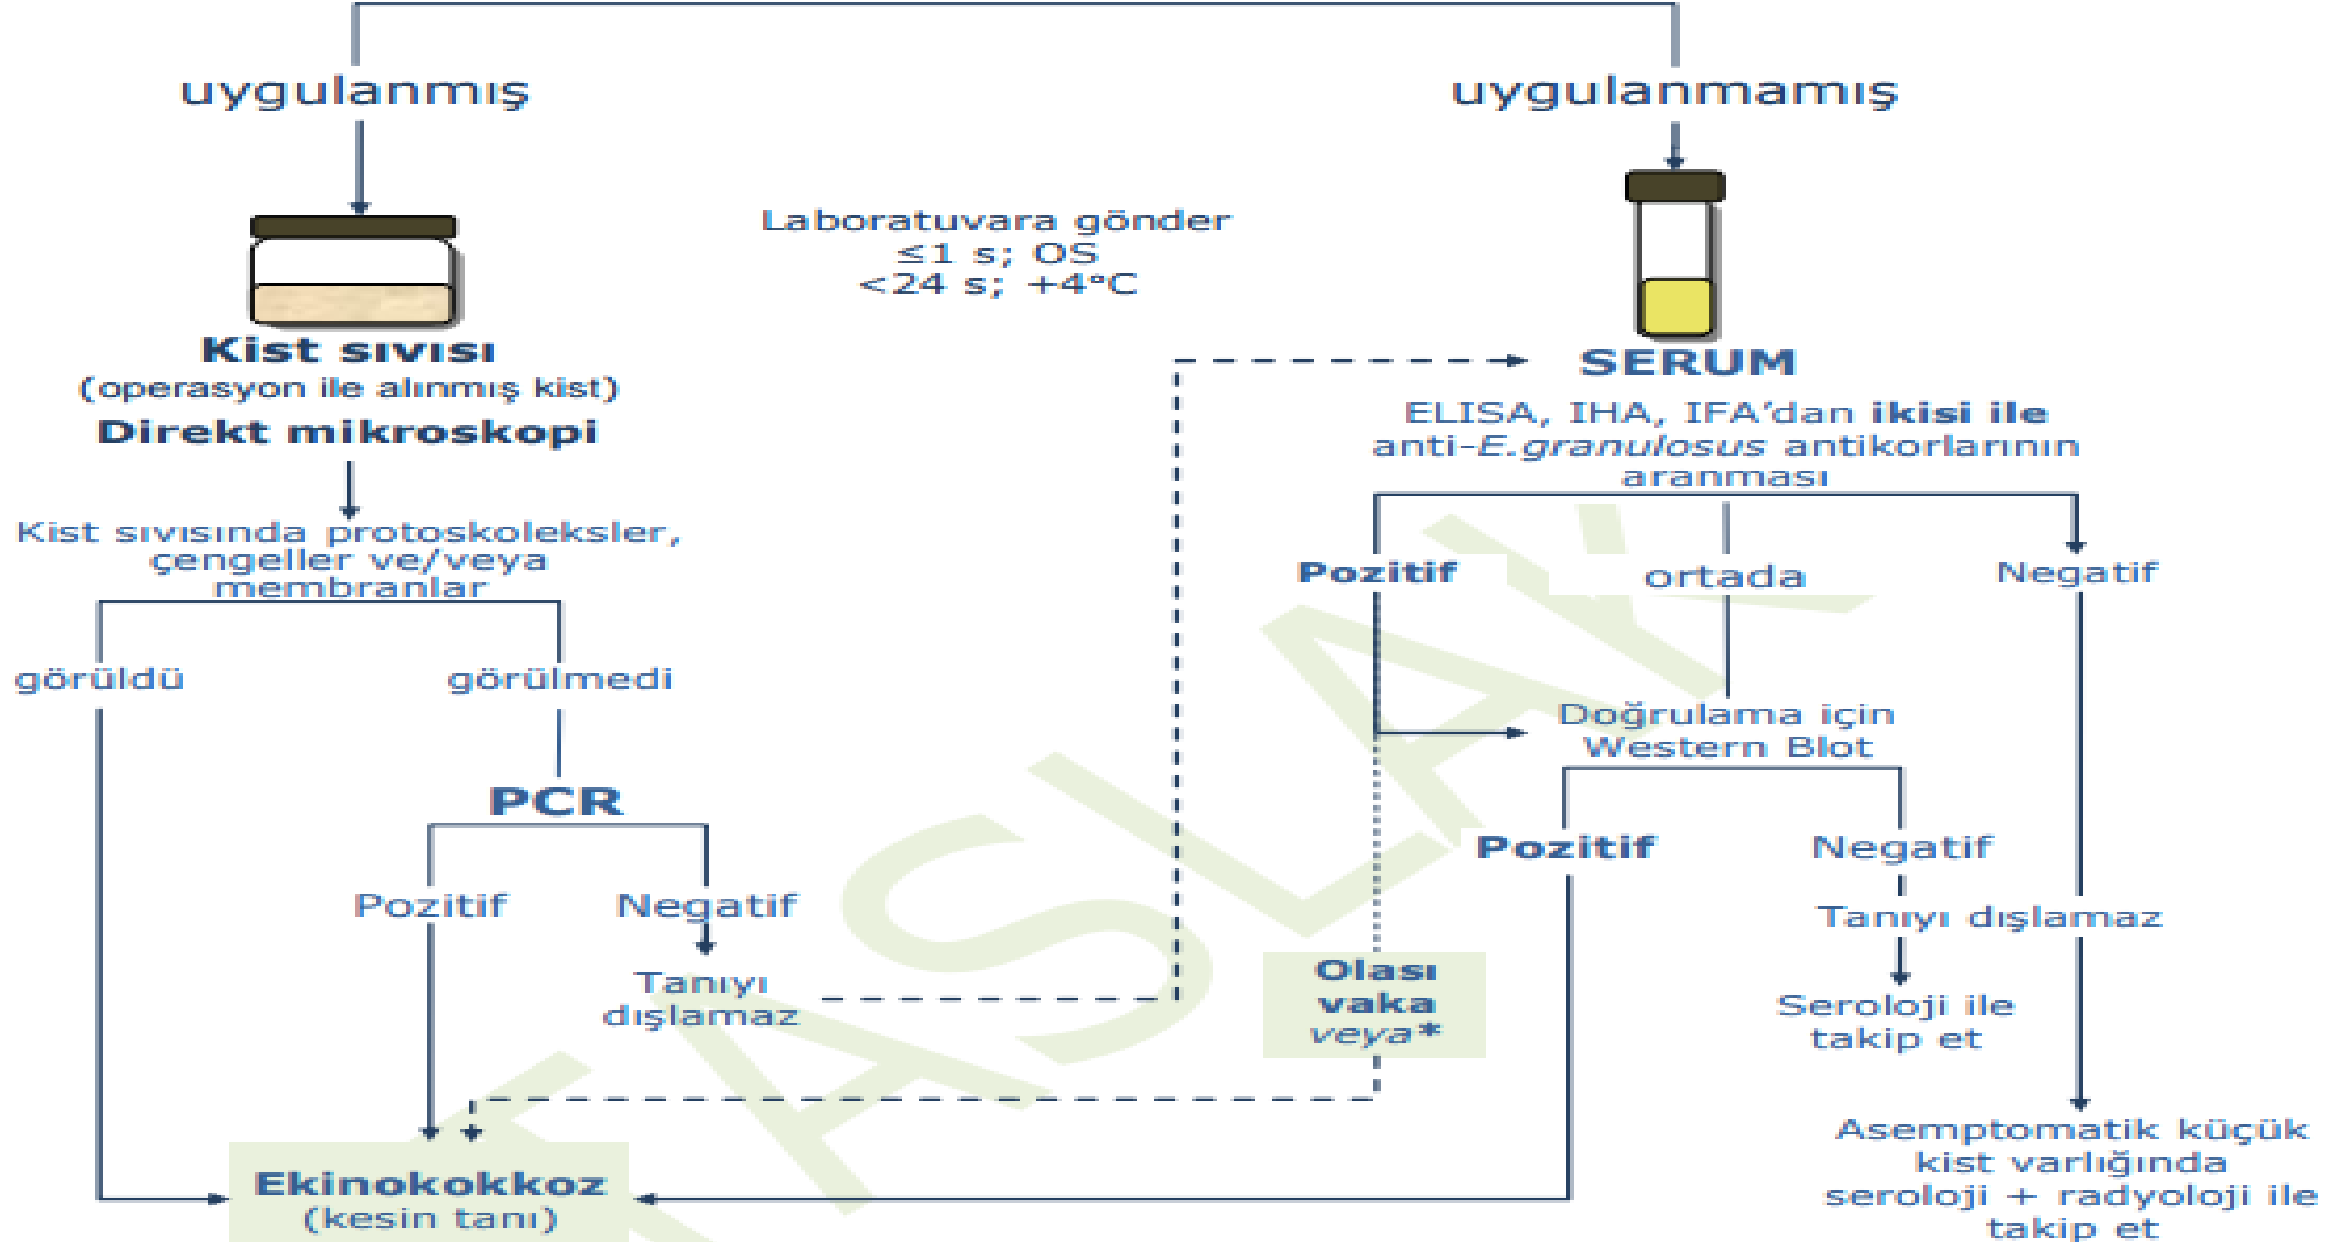 uygulanmış
uygulanmamış
Laboratuvara gönder
≤1 s; OS
<24 s; +4°C
Kist sıvısı
(operasyon ile alınmış kist)
Direkt mikroskopi
Kist sıvısında protoskoleksler,
çengeller ve/veya
membranlar
görüldü
görülmedi
PCR
Pozitif
Negatif
Tanıyı
dışlamaz
SERUM
ELISA, IHA, IFA'dan ikisi ile
anti-E.granulosus antikorlarının
aranması
Pozitif
ortada
Negatif
Doğrulama için
Western Blot
Pozitif
Negatif
Tanıyı dışlamaz
Seroloji ile
takip et
Olası
vaka
veya*
Asemptomatik küçük
kist varlığında
seroloji + radyoloji ile
takip et
Ekinokokkoz
(kesin tanı)
TASLAK